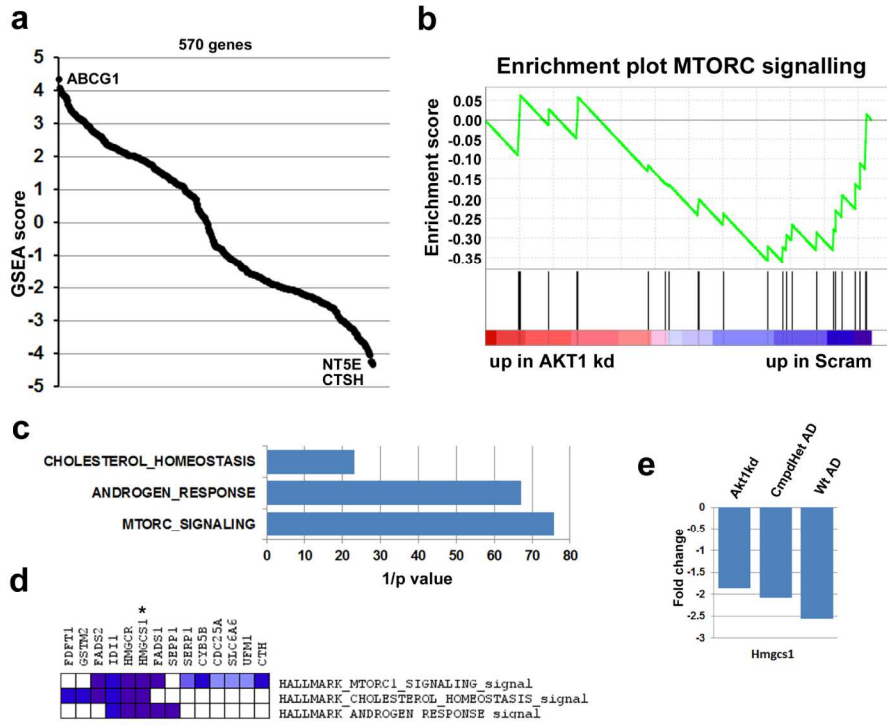 a
570 genes
5
4
3
2
1
0
-1
-2
-3
-4
-5
GSEA score
ABCG1
NT5E
CTSH
b
Enrichment plot MTORC signalling
0.05
0.00
-0.05
-0.10
-0.15
-0.20
-0.25
-0.30
-0.35
Enrichment score
up in AKT1 kd
up in Scram
c
CHOLESTEROL_HOMEOSTASIS
ANDROGEN_RESPONSE
MTORC_SIGNALING
0 10 20 30 40 50 60 70 80
1/p value
d
*
FDFT1
GSTM2
FADS2
IDI1
HMGCR
HMGCS1
FADS1
SEPP1
SERP1
CYB5B
CDC25A
SLC6A6
UFM1
CTH
HALLMARK_MTORC1_SIGNALING_signal
HALLMARK_CHOLESTEROL_HOMEOSTASIS_signal
HALLMARK_ANDROGEN_RESPONSE_signal
e
Akt1kd
CmpdHet AD
Wt AD
0
-0.5
-1
-1.5
-2
-2.5
-3
Fold change
Hmgcs1